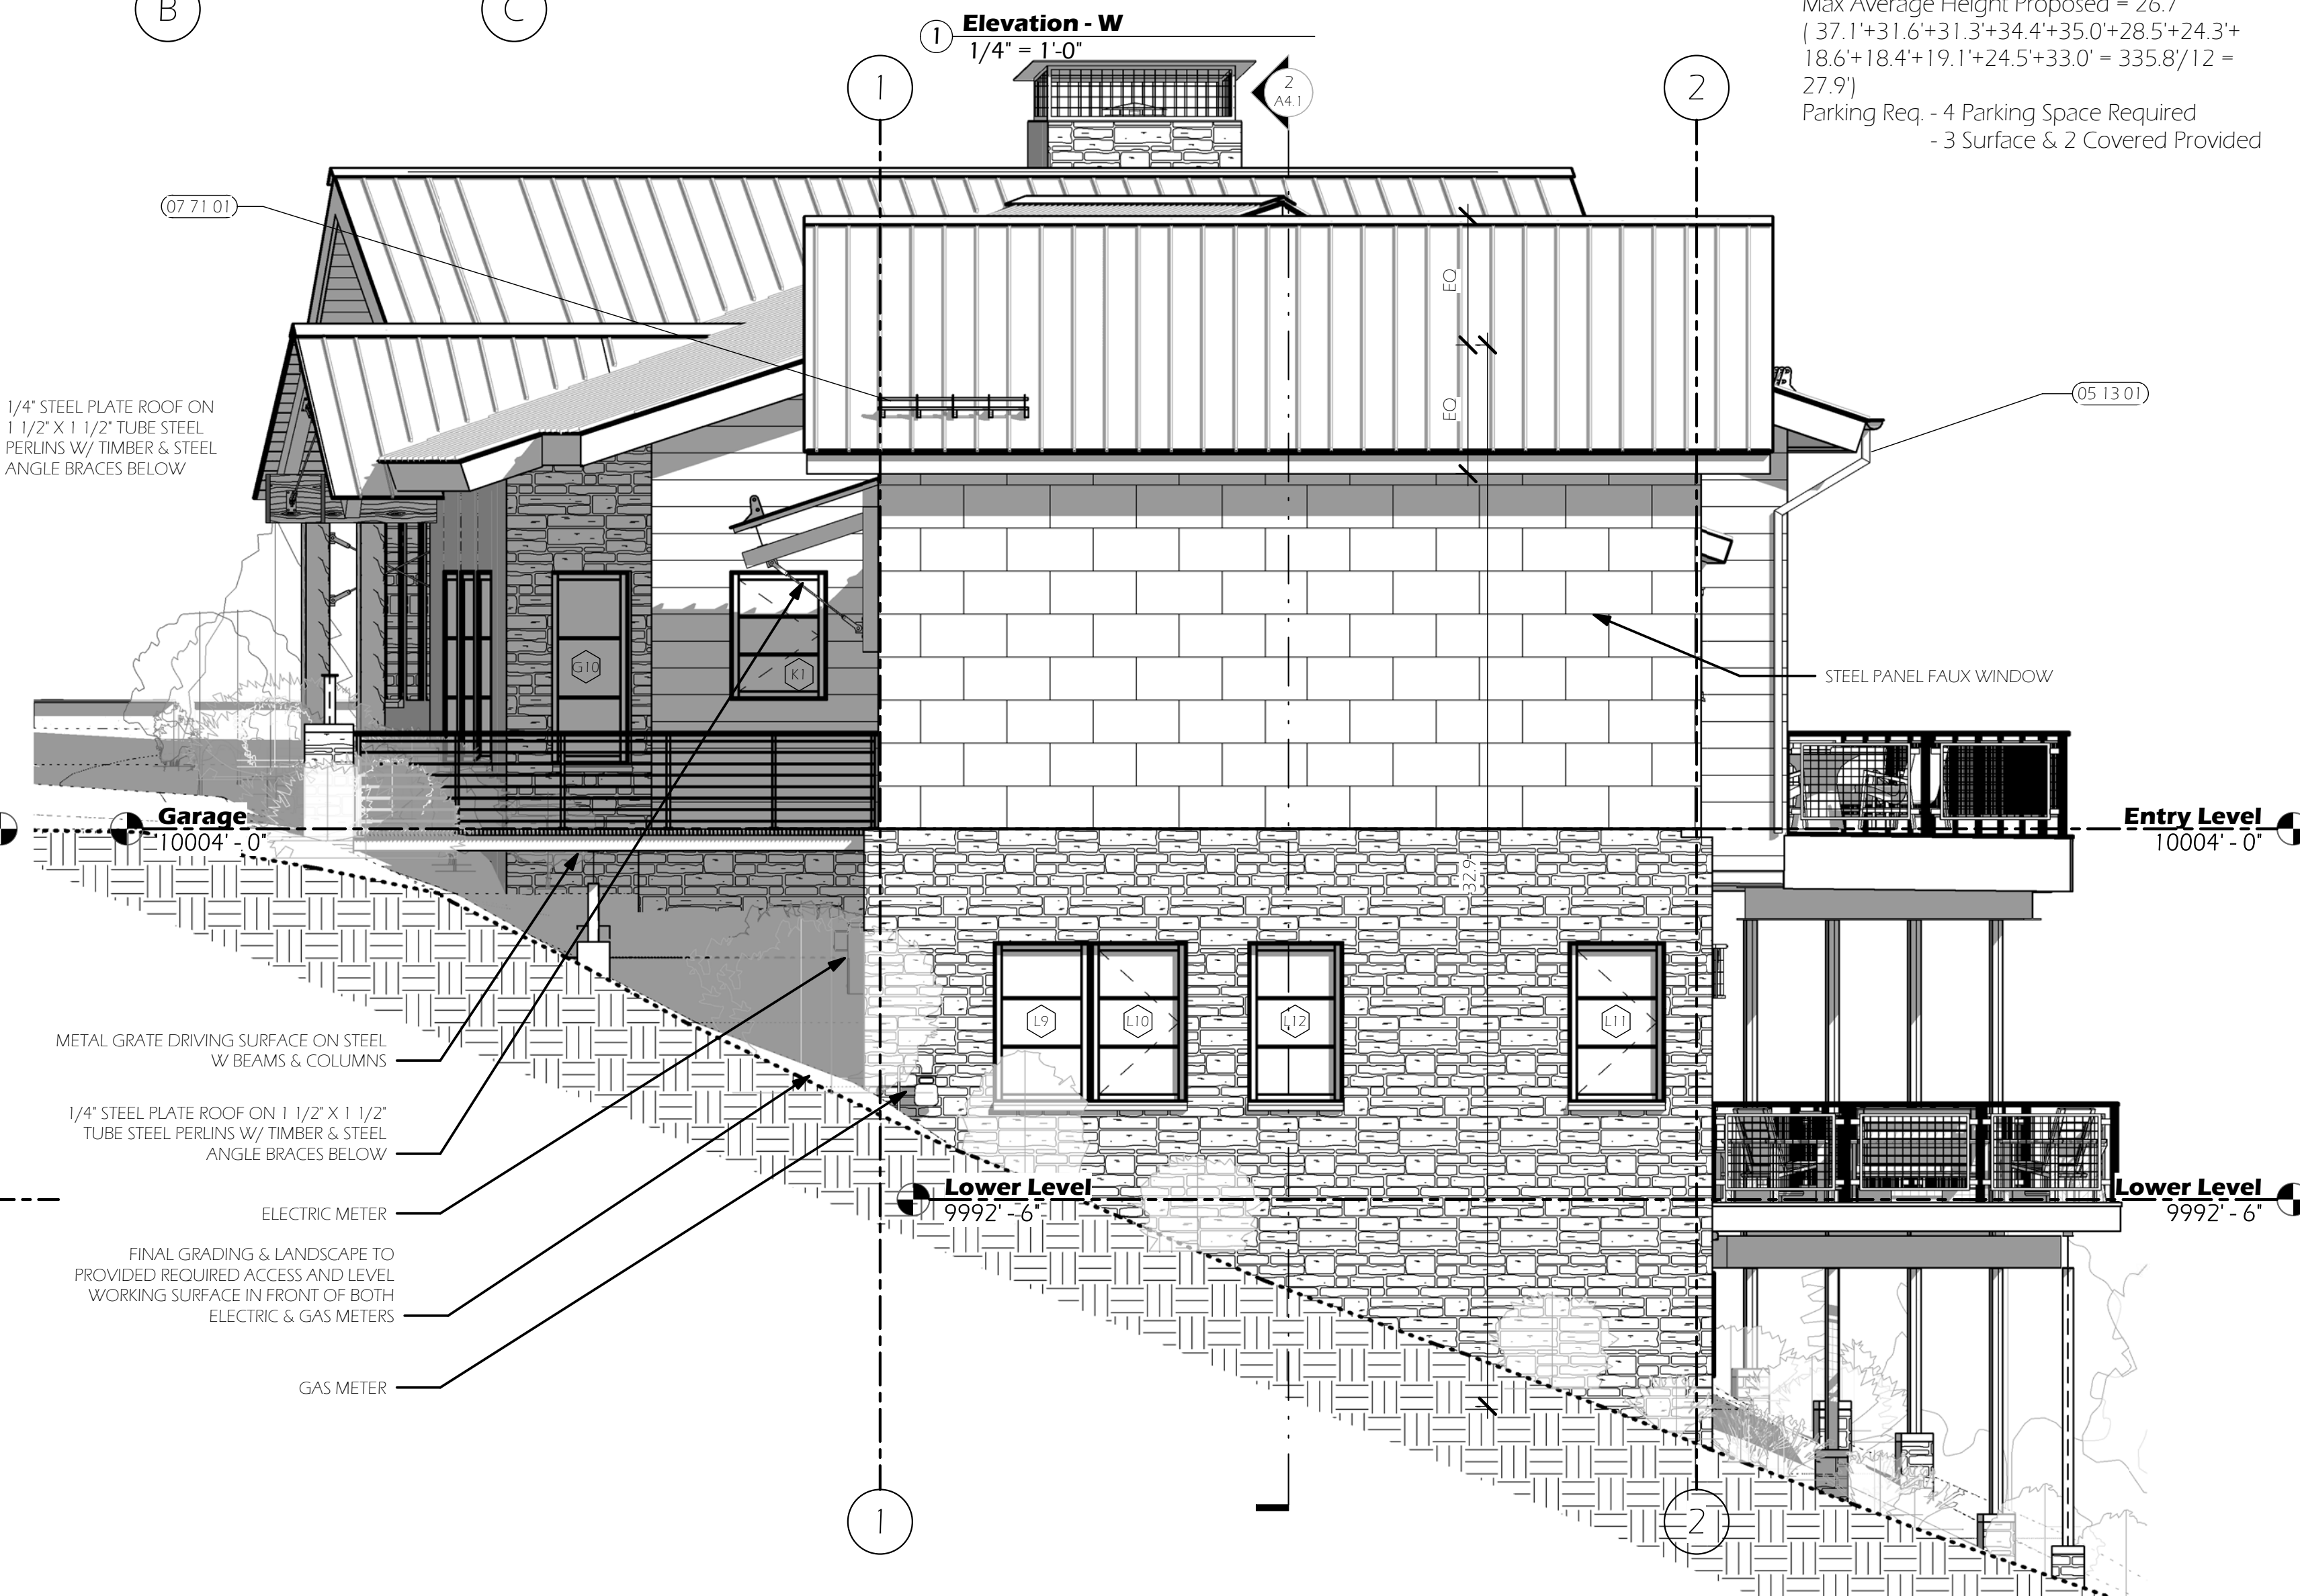 B
C
1
Elevation - W
1/4" = 1'-0"
Max Average Height Proposed = 26.7'
( 37.1'+31.6'+31.3'+34.4'+35.0'+28.5'+24.3'+
18.6'+18.4'+19.1'+24.5'+33.0' = 335.8'/12 =
27.9')
Parking Req. - 4 Parking Space Required
- 3 Surface & 2 Covered Provided
1
2
A4.1
2
07 71 01
EQ
EQ
05 13 01
1/4" STEEL PLATE ROOF ON
1 1/2" X 1 1/2" TUBE STEEL
PERLINS W/ TIMBER & STEEL
ANGLE BRACES BELOW
G10
K1
STEEL PANEL FAUX WINDOW
Garage
10004' - 0"
Entry Level
10004' - 0"
32.9'
L9
L10
L12
L11
METAL GRATE DRIVING SURFACE ON STEEL
W BEAMS & COLUMNS
1/4" STEEL PLATE ROOF ON 1 1/2" X 1 1/2"
TUBE STEEL PERLINS W/ TIMBER & STEEL
ANGLE BRACES BELOW
Lower Level
9992' - 6"
Lower Level
9992' - 6"
ELECTRIC METER
FINAL GRADING & LANDSCAPE TO
PROVIDED REQUIRED ACCESS AND LEVEL
WORKING SURFACE IN FRONT OF BOTH
ELECTRIC & GAS METERS
GAS METER
1
2